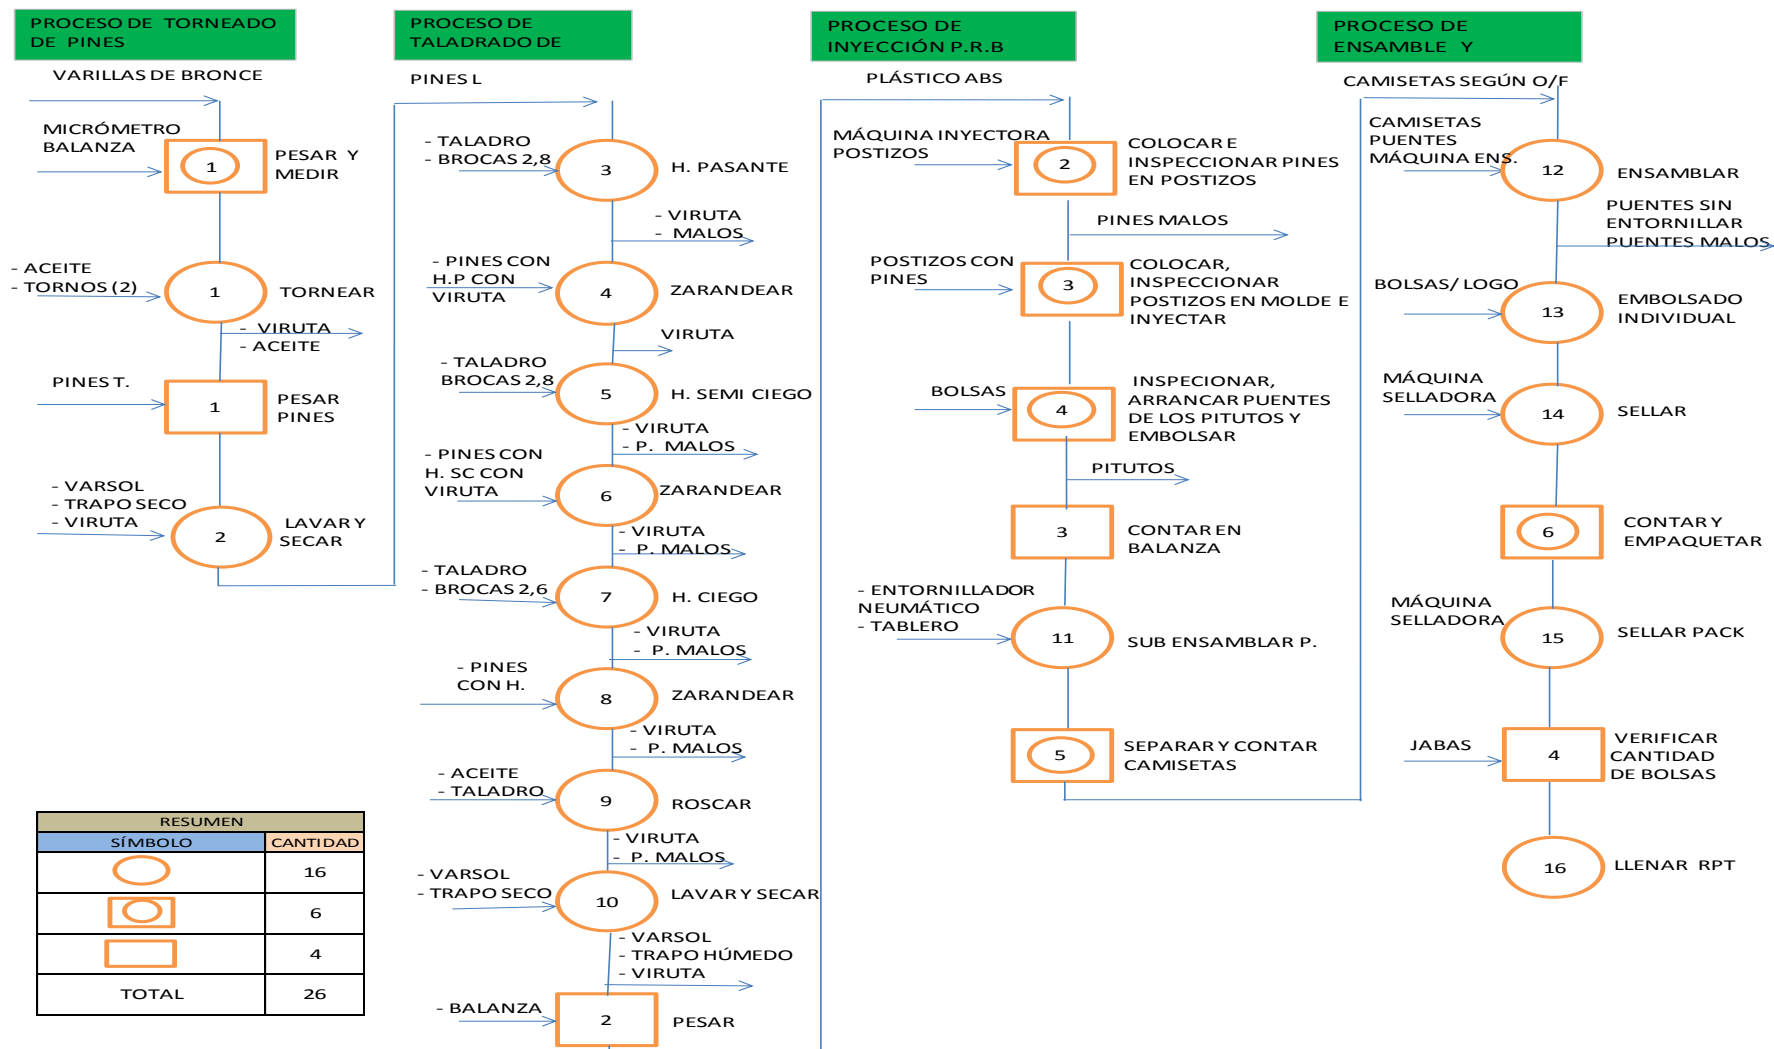 PROCESO DE TORNEADO
DE PINES
VARILLAS DE BRONCE
MICRÓMETRO
BALANZA
1
PESAR Y
MEDIR
- ACEITE
- TORNOS (2)
1
TORNEAR
- VIRUTA
- ACEITE
PINES T.
1
PESAR
PINES
- VARSOL
- TRAPO SECO
- VIRUTA
2
LAVAR Y
SECAR
RESUMEN
SÍMBOLO CANTIDAD
16
6
4
TOTAL 26
PROCESO DE
TALADRADO DE
PINES L
- TALADRO
- BROCAS 2,8
3
H. PASANTE
- VIRUTA
- MALOS
- PINES CON
H.P CON
VIRUTA
4
ZARANDEAR
VIRUTA
- TALADRO
BROCAS 2,8
5
H. SEMI CIEGO
- VIRUTA
- P. MALOS
- PINES CON
H. SC CON
VIRUTA
6
ZARANDEAR
- VIRUTA
- P. MALOS
- TALADRO
- BROCAS 2,6
7
H. CIEGO
- VIRUTA
- P. MALOS
- PINES
CON H.
8
ZARANDEAR
- VIRUTA
- P. MALOS
- ACEITE
- TALADRO
9
ROSCAR
- VIRUTA
- P. MALOS
- VARSOL
- TRAPO SECO
10
LAVAR Y SECAR
- VARSOL
- TRAPO HÚMEDO
- VIRUTA
- BALANZA
2
PESAR
PROCESO DE
INYECCIÓN P.R.B
PLÁSTICO ABS
MÁQUINA INYECTORA
POSTIZOS
2
COLOCAR E
INSPECCIONAR PINES
EN POSTIZOS
PINES MALOS
POSTIZOS CON
PINES
3
COLOCAR,
INSPECCIONAR
POSTIZOS EN MOLDE E
INYECTAR
BOLSAS
4
INSPECIONAR,
ARRANCAR PUENTES
DE LOS PITUTOS Y
EMBOLSAR
PITUTOS
3
CONTAR EN
BALANZA
- ENTORNILLADOR
NEUMÁTICO
- TABLERO
11
SUB ENSAMBLAR P.
5
SEPARAR Y CONTAR
CAMISETAS
PROCESO DE
ENSAMBLE Y
CAMISETAS SEGÚN O/F
CAMISETAS
PUENTES
MÁQUINA ENS.
12
ENSAMBLAR
PUENTES SIN
ENTORNILLAR
PUENTES MALOS
BOLSAS/ LOGO
13
EMBOLSADO
INDIVIDUAL
MÁQUINA
SELLADORA
14
SELLAR
6
CONTAR Y
EMPAQUETAR
MÁQUINA
SELLADORA
15
SELLAR PACK
JABAS
4
VERIFICAR
CANTIDAD
DE BOLSAS
16
LLENAR RPT